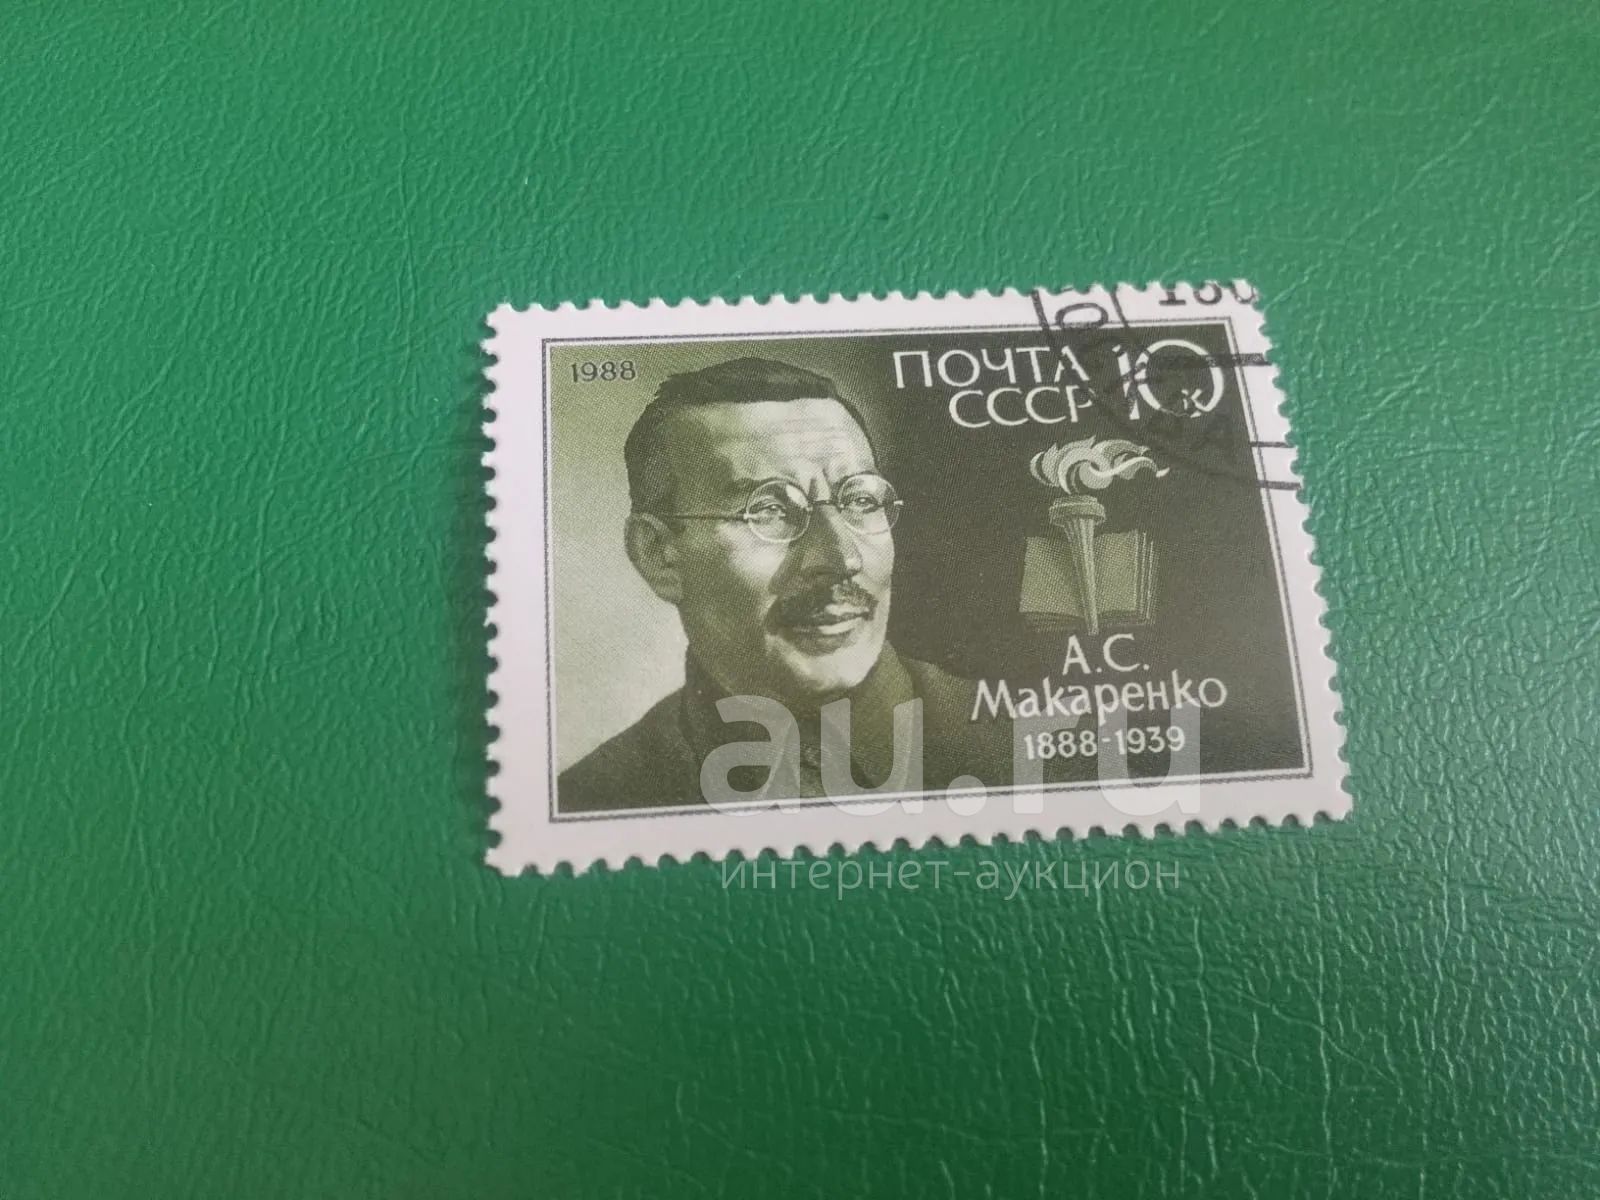 1988
ПОЧТА
СССР
10
к
А.С.
Макаренко
1888-1939
au.ru
интернет-аукцион